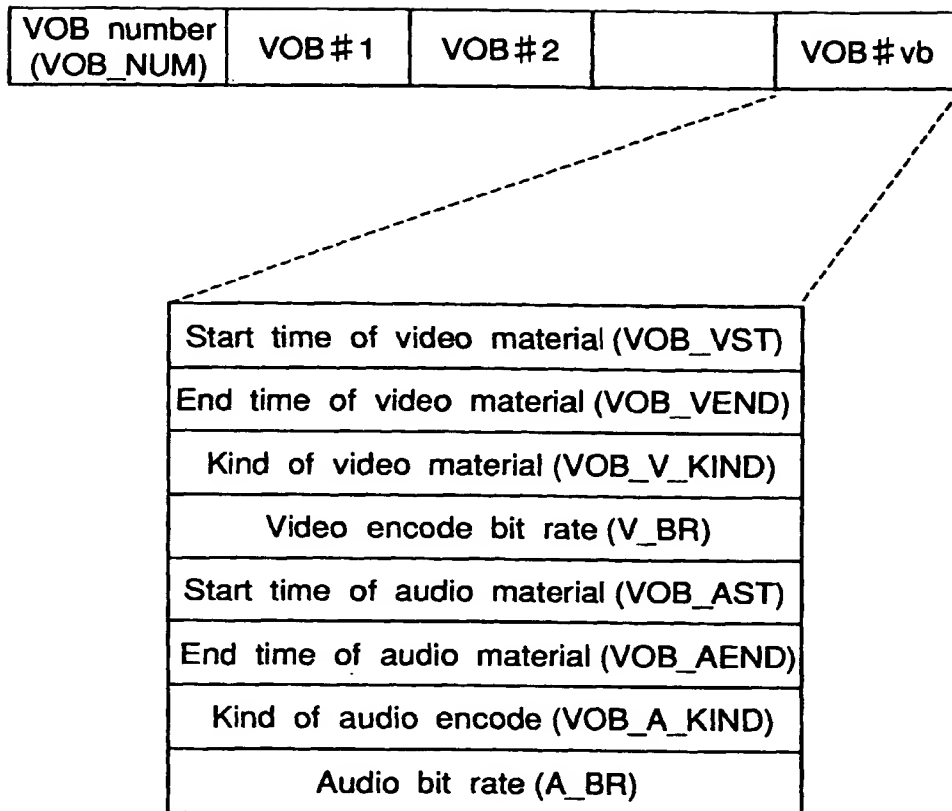 VOB number
(VOB_NUM)
VOB#1
VOB#2
VOB#vb
Start time of video material (VOB_VST)
End time of video material (VOB_VEND)
Kind of video material (VOB_V_KIND)
Video encode bit rate (V_BR)
Start time of audio material (VOB_AST)
End time of audio material (VOB_AEND)
Kind of audio encode (VOB_A_KIND)
Audio bit rate (A_BR)